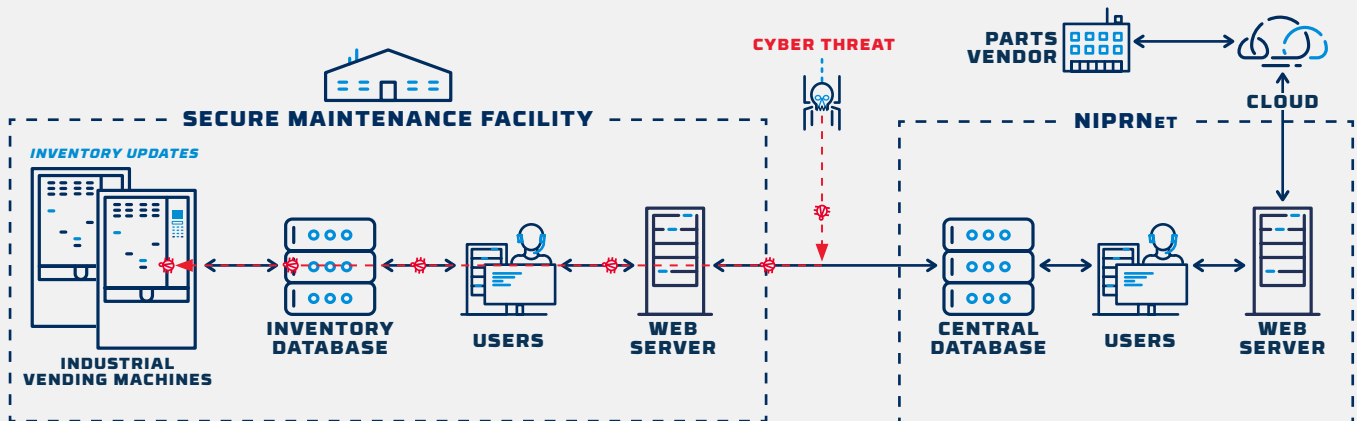 CYBER THREAT
PARTS
VENDOR
CLOUD
SECURE MAINTENANCE FACILITY
NIPRNET
INVENTORY UPDATES
INDUSTRIAL
VENDING MACHINES
INVENTORY
DATABASE
USERS
WEB
SERVER
CENTRAL
DATABASE
USERS
WEB
SERVER